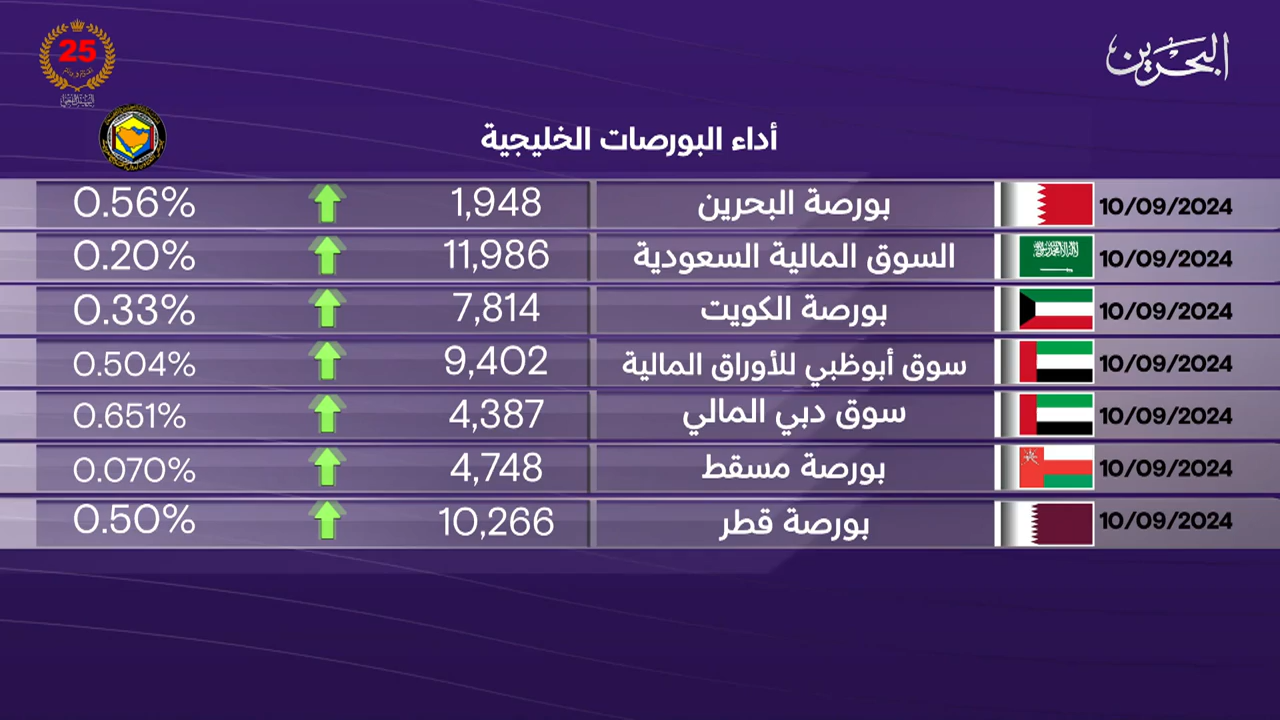 البحرين
25
أداء البورصات الخليجية
10/09/2024 بورصة البحرين 1,948 0.56%
10/09/2024 السوق المالية السعودية 11,986 0.20%
10/09/2024 بورصة الكويت 7,814 0.33%
10/09/2024 سوق أبوظبي للأوراق المالية 9,402 0.504%
10/09/2024 سوق دبي المالي 4,387 0.651%
10/09/2024 بورصة مسقط 4,748 0.070%
10/09/2024 بورصة قطر 10,266 0.50%